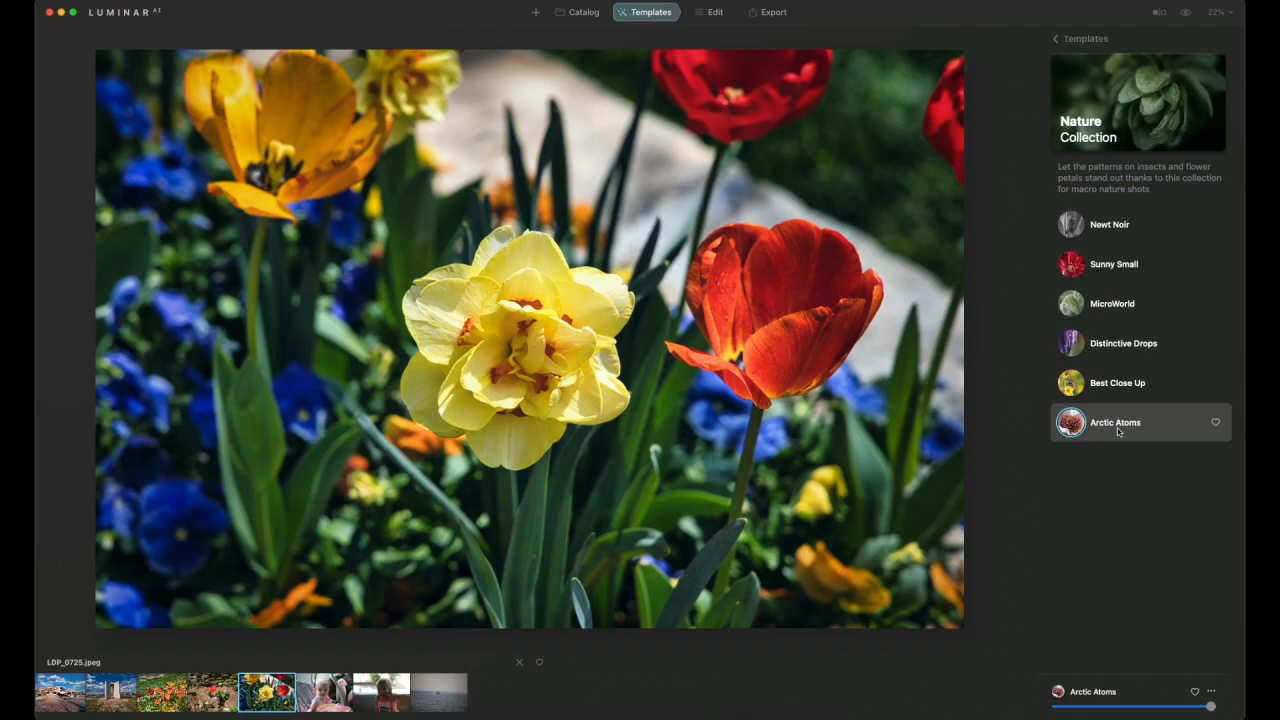 LUMINAR AI
Catalog
Templates
Edit
Export
22%
Templates
Nature
Collection
Let the patterns on insects and flower
petals stand out thanks to this collection
for macro nature shots
Newt Noir
Sunny Small
MicroWorld
Distinctive Drops
Best Close Up
Arctic Atoms
LDP_0725.jpeg
Arctic Atoms